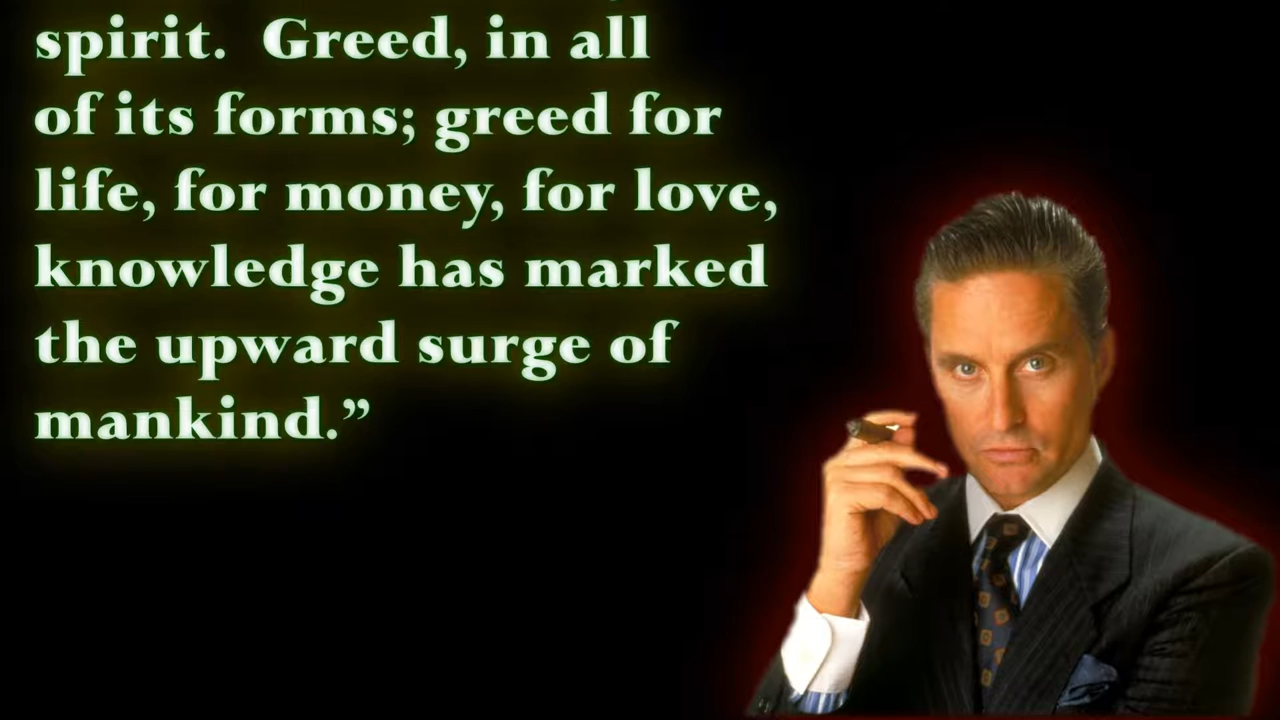 spirit.  Greed, in all
of its forms; greed for
life, for money, for love,
knowledge has marked
the upward surge of
mankind.”